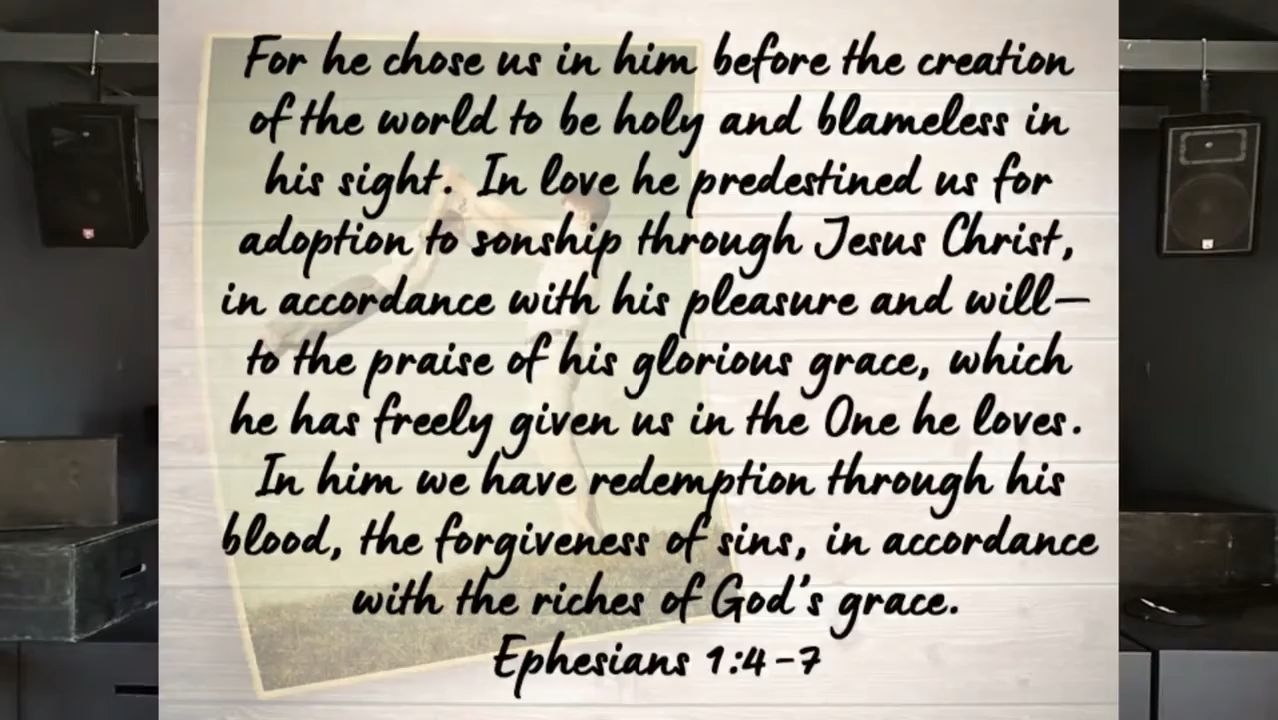 For he chose us in him before the creation
of the world to be holy and blameless in
his sight. In love he predestined us for
adoption to sonship through Jesus Christ,
in accordance with his pleasure and will—
to the praise of his glorious grace, which
he has freely given us in the One he loves.
In him we have redemption through his
blood, the forgiveness of sins, in accordance
with the riches of God's grace.
Ephesians 1:4-7